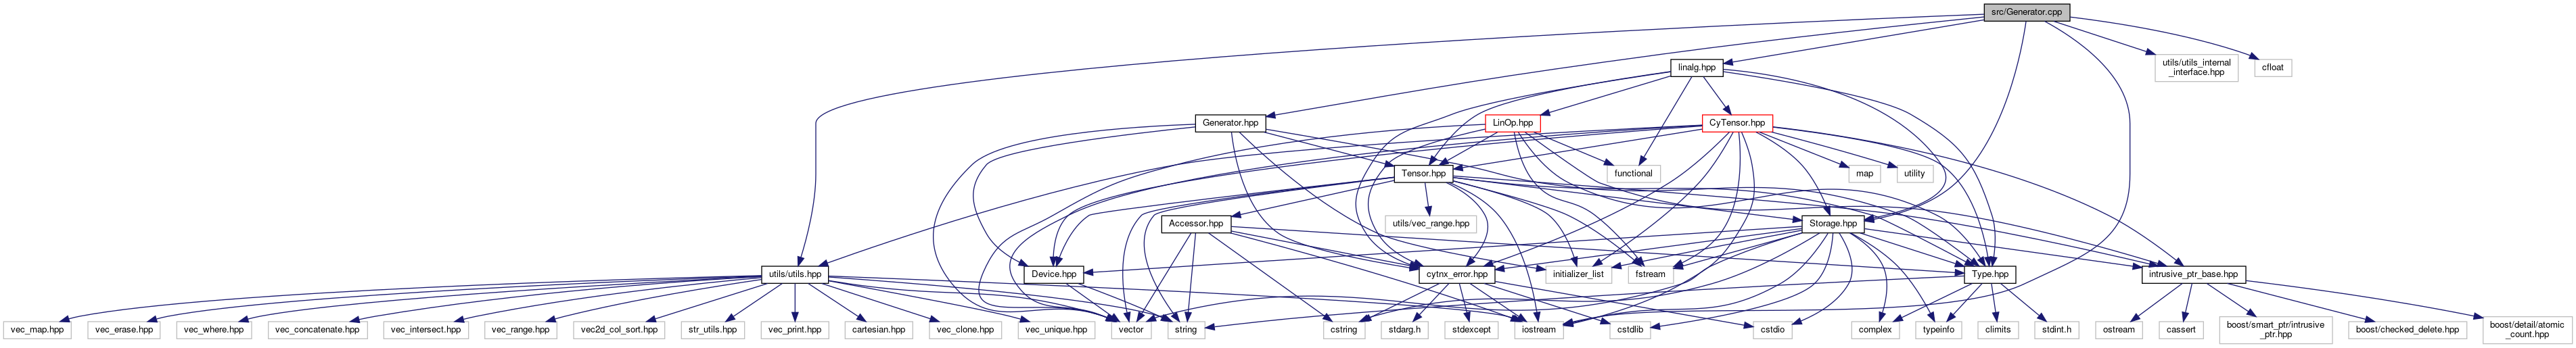 src/Generator.cpp
linalg.hpp
utils/utils_internal
_interface.hpp
cfloat
Generator.hpp
LinOp.hpp
CyTensor.hpp
Tensor.hpp
functional
map
utility
Accessor.hpp
utils/vec_range.hpp
Storage.hpp
utils/utils.hpp
Device.hpp
cytnx_error.hpp
initializer_list
fstream
Type.hpp
intrusive_ptr_base.hpp
vec_map.hpp
vec_erase.hpp
vec_where.hpp
vec_concatenate.hpp
vec_intersect.hpp
vec_range.hpp
vec2d_col_sort.hpp
str_utils.hpp
vec_print.hpp
cartesian.hpp
vec_clone.hpp
vec_unique.hpp
vector
string
cstring
stdarg.h
stdexcept
iostream
cstdlib
cstdio
complex
typeinfo
climits
stdint.h
ostream
cassert
boost/smart_ptr/intrusive
_ptr.hpp
boost/checked_delete.hpp
boost/detail/atomic
_count.hpp